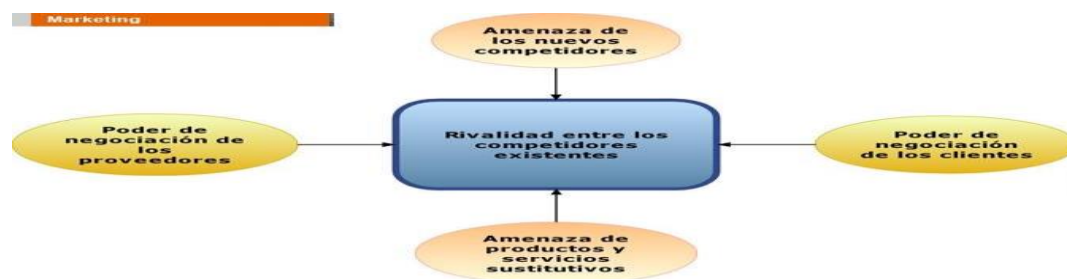 Marketing
Amenaza de
los nuevos
competidores
Poder de
negociación de
los
proveedores
Rivalidad entre los
competidores
existentes
Poder de
negociación
de los clientes
Amenaza de
productos y
servicios
sustitutivos